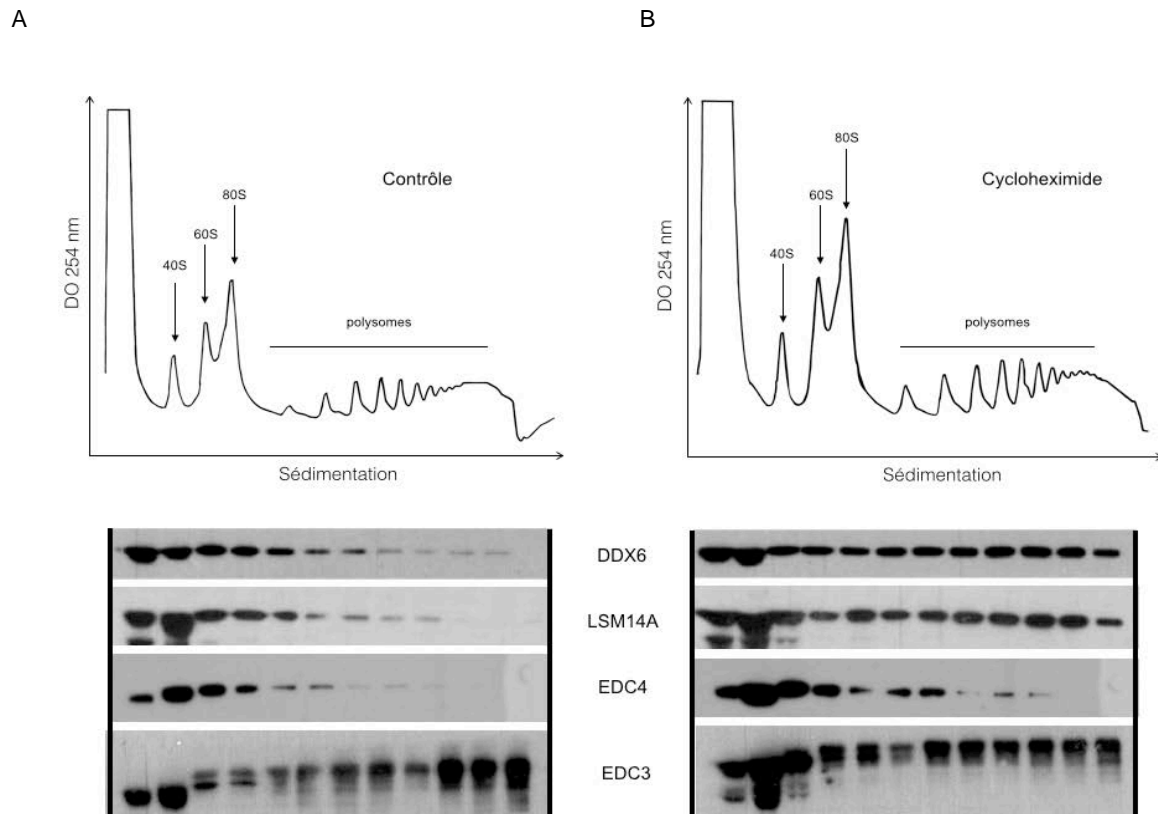 A
B
Contrôle
80S
60S
40S
polysomes
DO 254 nm
Sédimentation
Cycloheximide
80S
60S
40S
polysomes
DO 254 nm
Sédimentation
DDX6
LSM14A
EDC4
EDC3